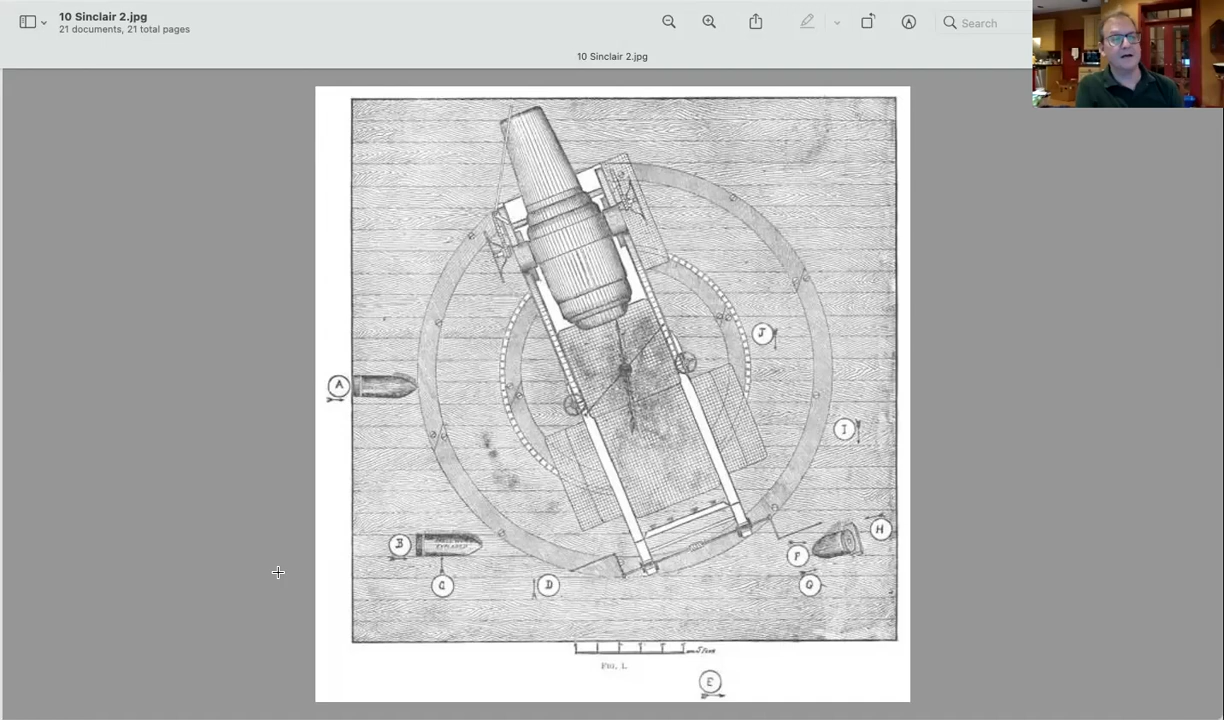 10 Sinclair 2.jpg
21 documents, 21 total pages
Search
10 Sinclair 2.jpg
A
J
I
B
C
D
F
H
G
FIG. 1.
E